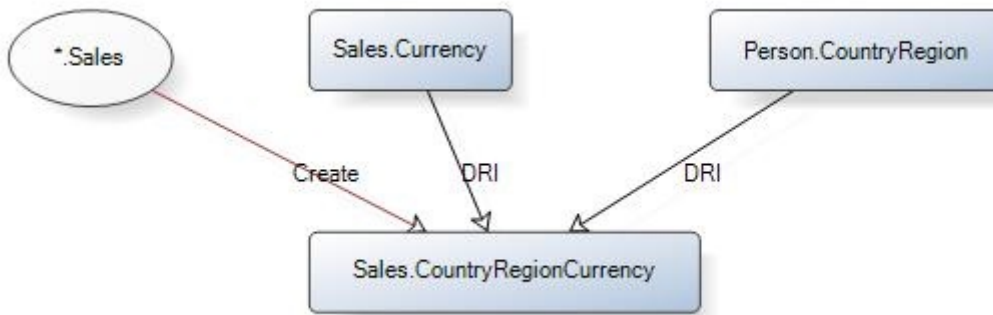 *.Sales
Sales.Currency
Person.CountryRegion
Create
DRI
DRI
Sales.CountryRegionCurrency